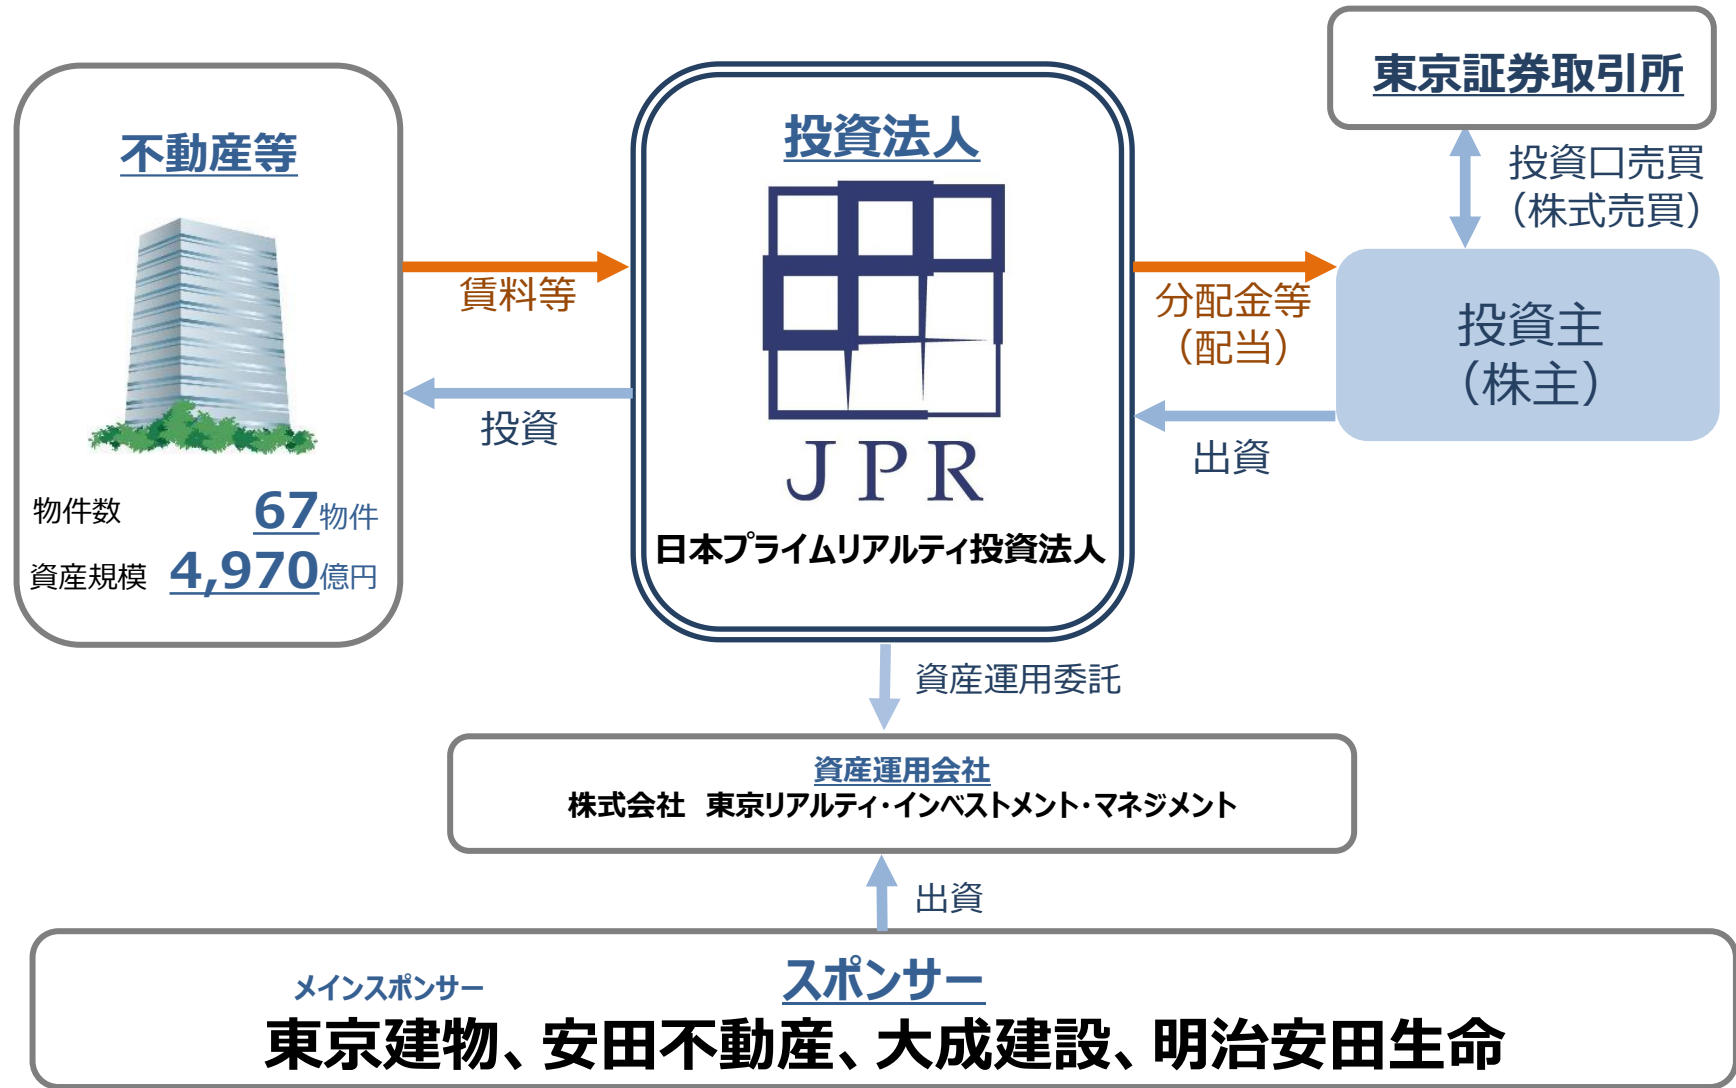 東京証券取引所
投資口売買
（株式売買）
不動産等
投資法人
賃料等
投資
分配金等
（配当）
出資
投資主
（株主）
JPR
日本プライムリアルティ投資法人
物件数 67物件
資産規模 4,970億円
資産運用委託
資産運用会社
株式会社 東京リアルティ・インベストメント・マネジメント
出資
スポンサー
メインスポンサー
東京建物、安田不動産、大成建設、明治安田生命